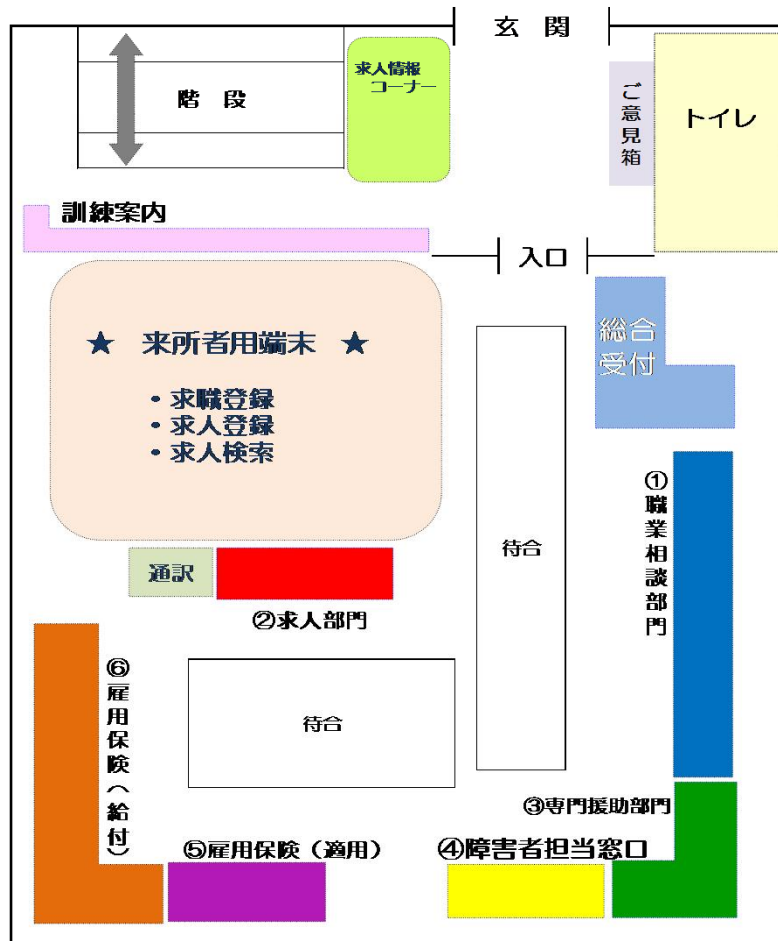 玄　関
求人情報
コーナー
階　段
ご意見箱
トイレ
訓練案内
入口
総合
受付
★　来所者用端末　★
・求職登録
・求人登録
・求人検索
①職業相談部門
待合
通訳
②求人部門
⑥雇用保険（給付）
待合
③専門援助部門
⑤雇用保険（適用）
④障害者担当窓口